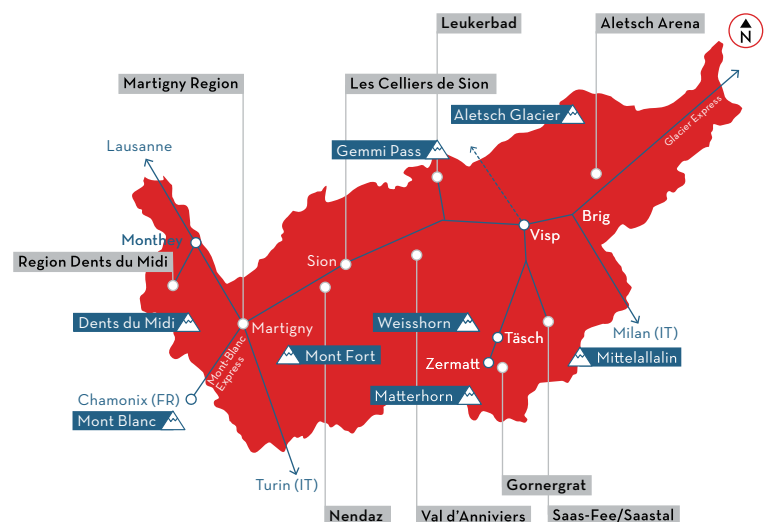 Leukerbad
Aletsch Arena
N
Martigny Region
Les Celliers de Sion
Glacier Express
Aletsch Glacier
Lausanne
Gemmi Pass
Brig
Visp
Monthey
Region Dents du Midi
Sion
Dents du Midi
Martigny
Weisshorn
Milan (IT)
Täsch
Mont Fort
Mont-Blanc
Express
Zermatt
Mittelallalin
Chamonix (FR)
Matterhorn
Mont Blanc
Turin (IT)
Gornergrat
Nendaz
Val d'Anniviers
Saas-Fee/Saastal